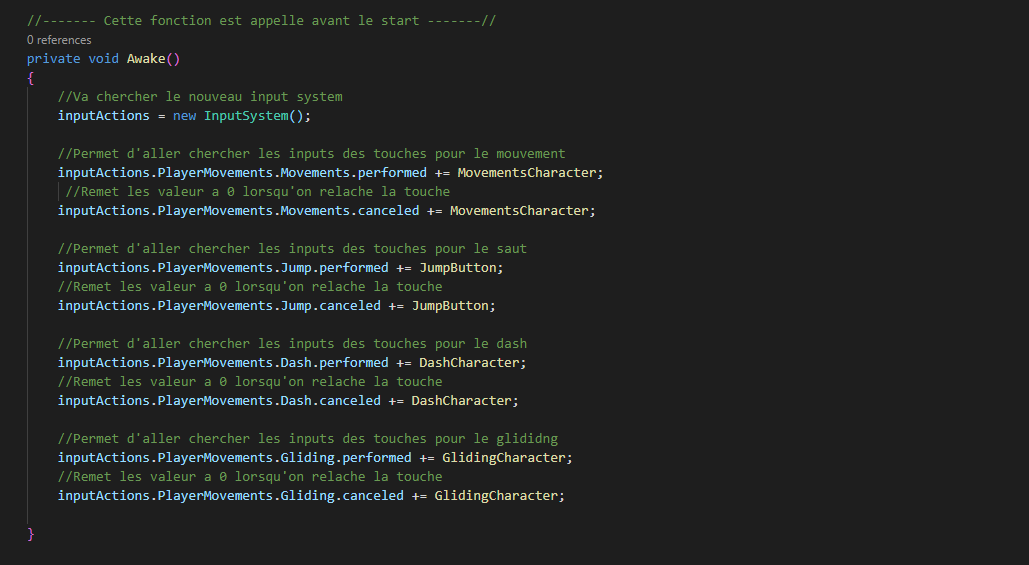 //------- Cette fonction est appelle avant le start -------//
0 references
private void Awake()
{
//Va chercher le nouveau input system
inputActions = new InputSystem();
//Permet d'aller chercher les inputs des touches pour le mouvement
inputActions.PlayerMovements.Movements.performed += MovementsCharacter;
//Remet les valeur a 0 lorsqu'on relache la touche
inputActions.PlayerMovements.Movements.canceled += MovementsCharacter;
//Permet d'aller chercher les inputs des touches pour le saut
inputActions.PlayerMovements.Jump.performed += JumpButton;
//Remet les valeur a 0 lorsqu'on relache la touche
inputActions.PlayerMovements.Jump.canceled += JumpButton;
//Permet d'aller chercher les inputs des touches pour le dash
inputActions.PlayerMovements.Dash.performed += DashCharacter;
//Remet les valeur a 0 lorsqu'on relache la touche
inputActions.PlayerMovements.Dash.canceled += DashCharacter;
//Permet d'aller chercher les inputs des touches pour le glididng
inputActions.PlayerMovements.Gliding.performed += GlidingCharacter;
//Remet les valeur a 0 lorsqu'on relache la touche
inputActions.PlayerMovements.Gliding.canceled += GlidingCharacter;
}